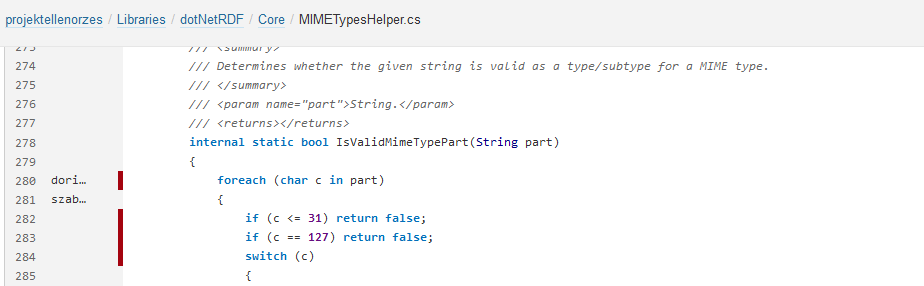 projektellenorzes / Libraries / dotNetRDF / Core / MIMETypesHelper.cs
273 /// <summary>
274 /// Determines whether the given string is valid as a type/subtype for a MIME type.
275 /// </summary>
276 /// <param name="part">String.</param>
277 /// <returns></returns>
278 internal static bool IsValidMimeTypePart(String part)
279 {
280 dori… foreach (char c in part)
281 szab… {
282 if (c <= 31) return false;
283 if (c == 127) return false;
284 switch (c)
285 {